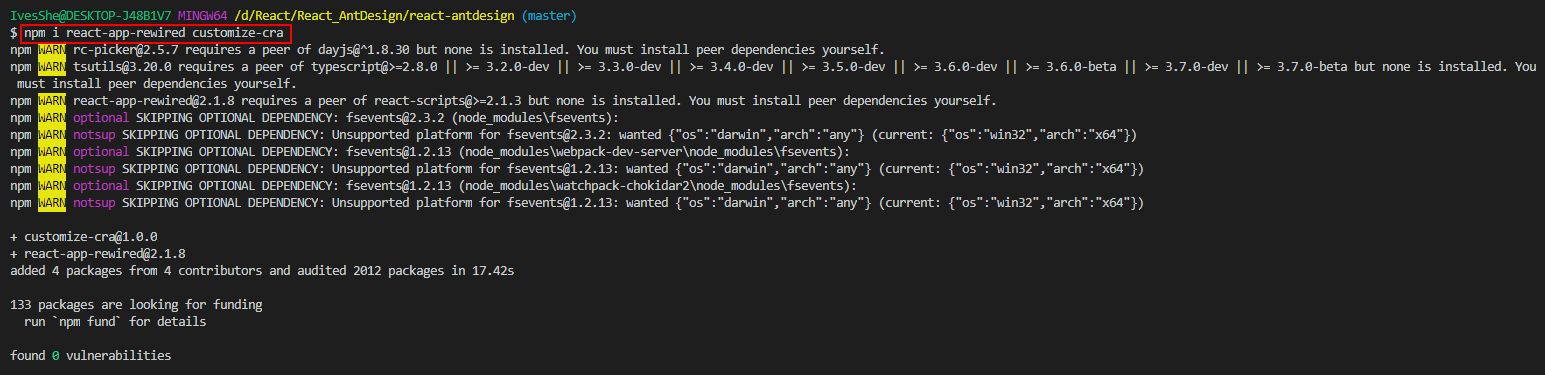 IvesShe@DESKTOP-J48B1V7 MINGW64 /d/React/React_AntDesign/react-antdesign (master)
$ npm i react-app-rewired customize-cra
npm WARN rc-picker@2.5.7 requires a peer of dayjs@^1.8.30 but none is installed. You must install peer dependencies yourself.
npm WARN tsutils@3.20.0 requires a peer of typescript@>=2.8.0 || >= 3.2.0-dev || >= 3.3.0-dev || >= 3.4.0-dev || >= 3.5.0-dev || >= 3.6.0-dev || >= 3.6.0-beta || >= 3.7.0-dev || >= 3.7.0-beta but none is installed. You
must install peer dependencies yourself.
npm WARN react-app-rewired@2.1.8 requires a peer of react-scripts@>=2.1.3 but none is installed. You must install peer dependencies yourself.
npm WARN optional SKIPPING OPTIONAL DEPENDENCY: fsevents@2.3.2 (node_modules\fsevents):
npm WARN notsup SKIPPING OPTIONAL DEPENDENCY: Unsupported platform for fsevents@2.3.2: wanted {"os":"darwin","arch":"any"} (current: {"os":"win32","arch":"x64"})
npm WARN optional SKIPPING OPTIONAL DEPENDENCY: fsevents@1.2.13 (node_modules\webpack-dev-server\node_modules\fsevents):
npm WARN notsup SKIPPING OPTIONAL DEPENDENCY: Unsupported platform for fsevents@1.2.13: wanted {"os":"darwin","arch":"any"} (current: {"os":"win32","arch":"x64"})
npm WARN optional SKIPPING OPTIONAL DEPENDENCY: fsevents@1.2.13 (node_modules\watchpack-chokidar2\node_modules\fsevents):
npm WARN notsup SKIPPING OPTIONAL DEPENDENCY: Unsupported platform for fsevents@1.2.13: wanted {"os":"darwin","arch":"any"} (current: {"os":"win32","arch":"x64"})
+ customize-cra@1.0.0
+ react-app-rewired@2.1.8
added 4 packages from 4 contributors and audited 2012 packages in 17.42s
133 packages are looking for funding
run `npm fund` for details
found 0 vulnerabilities